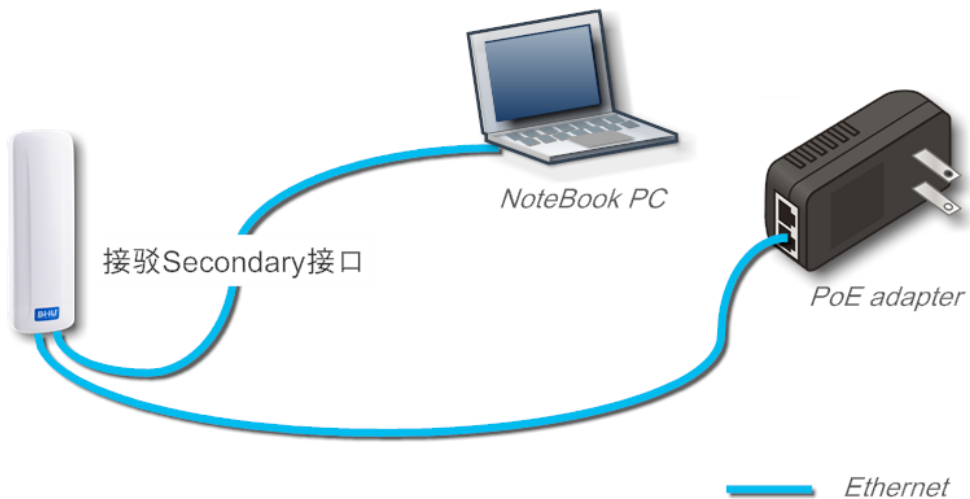 NoteBook PC
接驳Secondary接口
PoE adapter
BHU
Ethernet